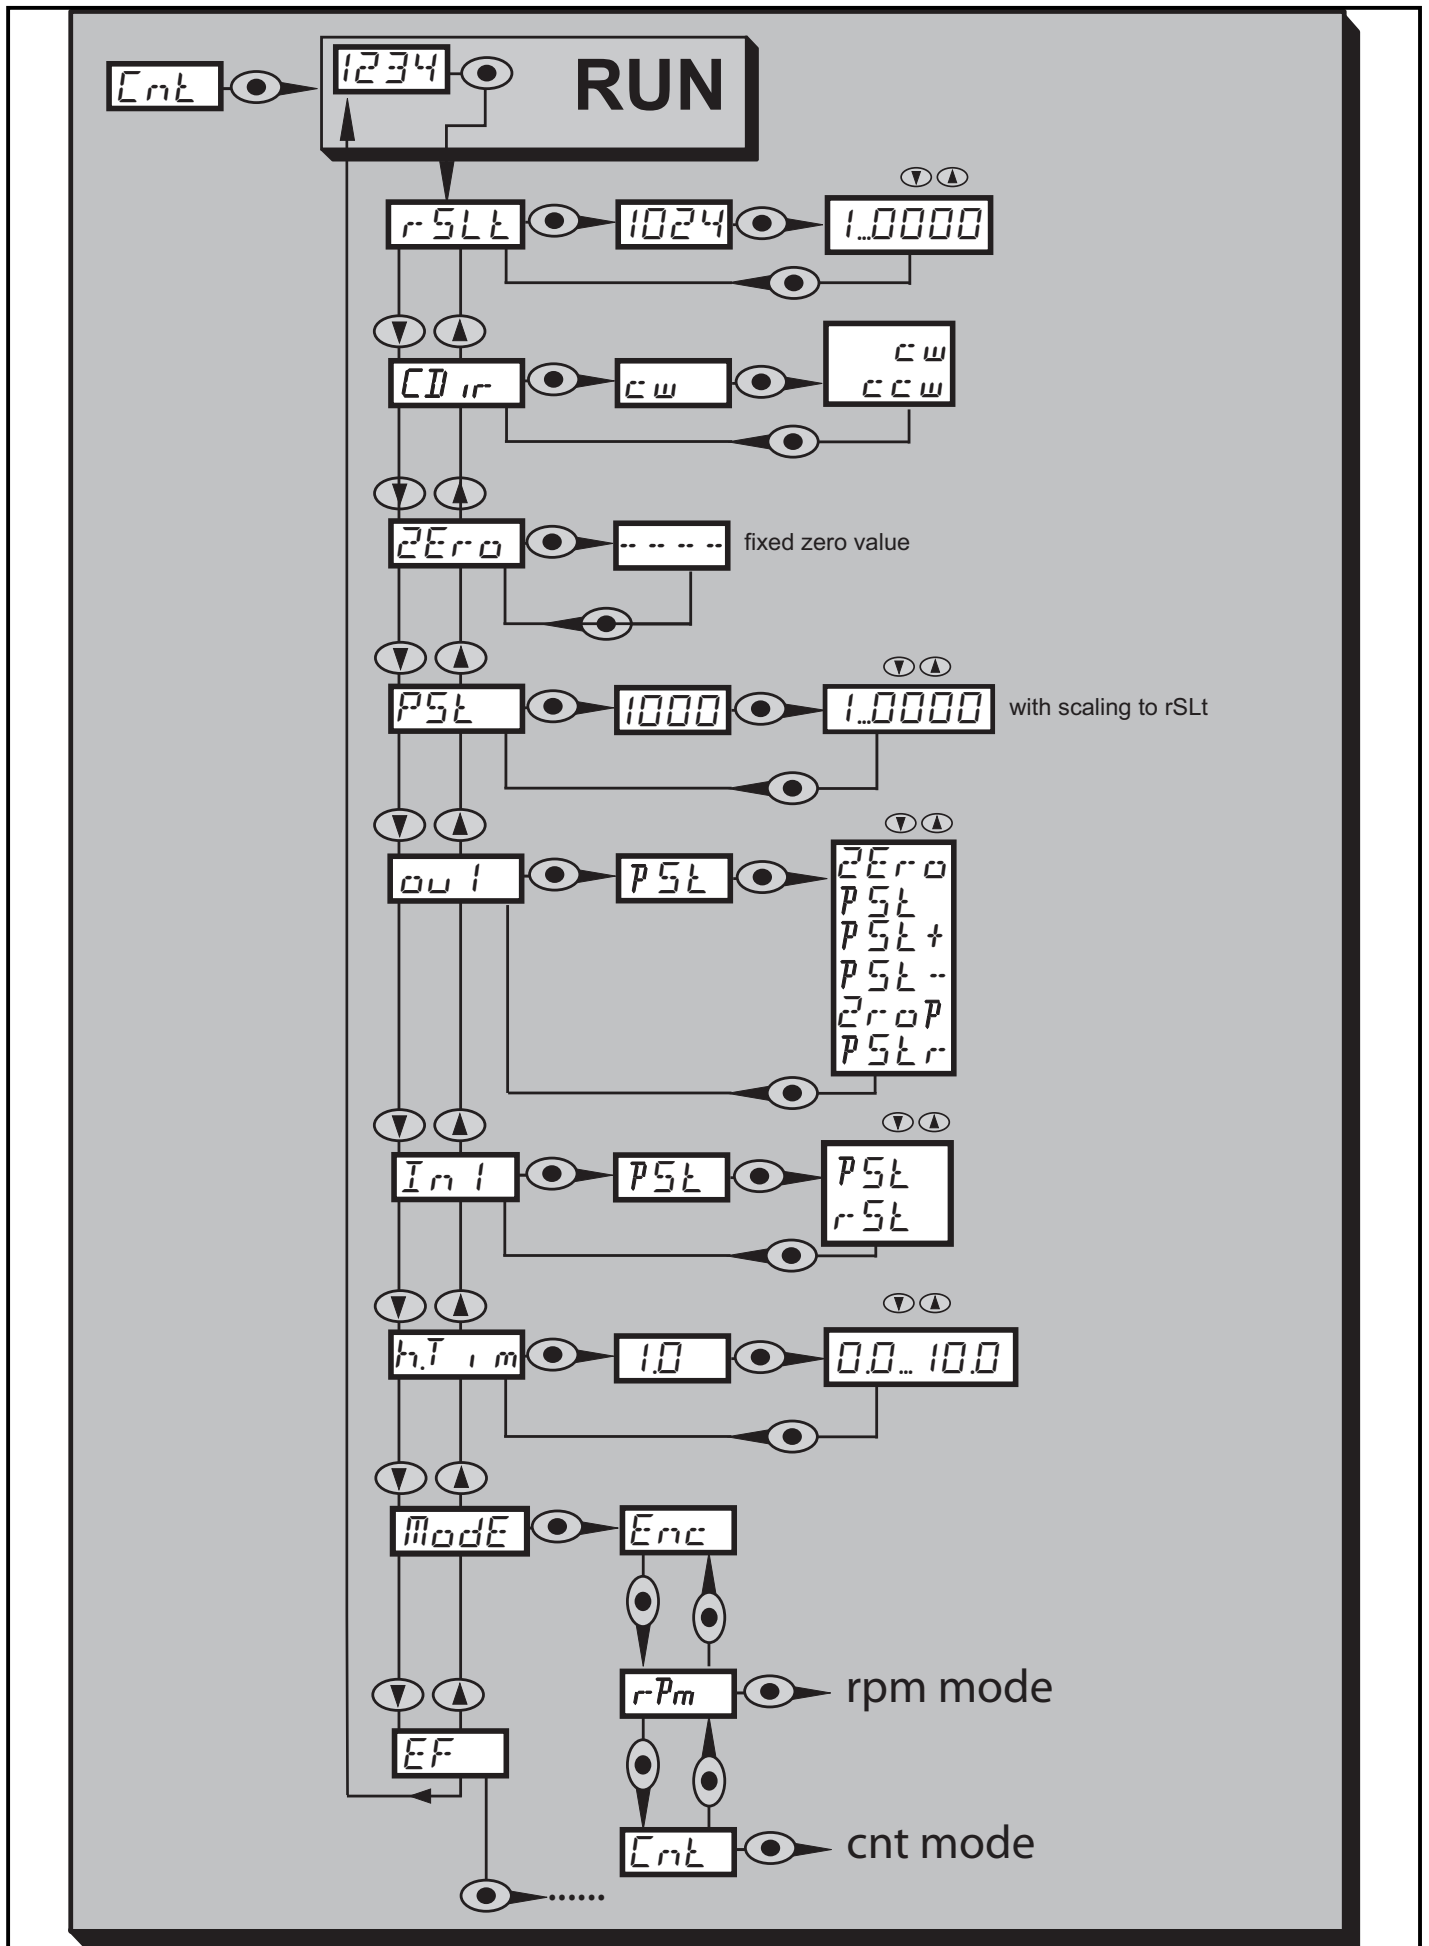 Cnt
1234
RUN
rSLt
1024
1...0000
CDir
cw
cw
ccw
ZEro
-- -- -- --
fixed zero value
PSt
1000
1...0000
with scaling to rSLt
ou1
PSt
ZEro
PSt
PSt+
PSt-
ZroP
PStr
In1
PSt
PSt
rSt
h.Tim
1.0
0.0...10.0
ModE
Enc
rPm
rpm mode
EF
Cnt
cnt mode
......